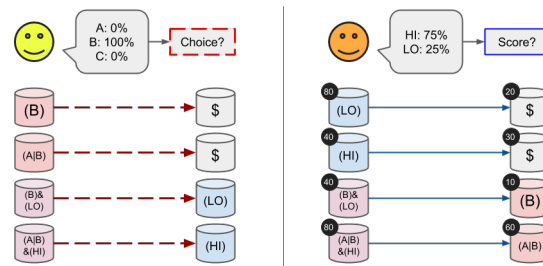 A: 0%
B: 100%
C: 0%
Choice?
(B)
$
(A|B)
$
(B)&
(LO)
(LO)
(A|B)
&(HI)
(HI)
HI: 75%
LO: 25%
Score?
80
(LO)
20
$
40
(HI)
30
$
40
(B)&
(LO)
10
(B)
80
(A|B)
&(HI)
60
(A|B)